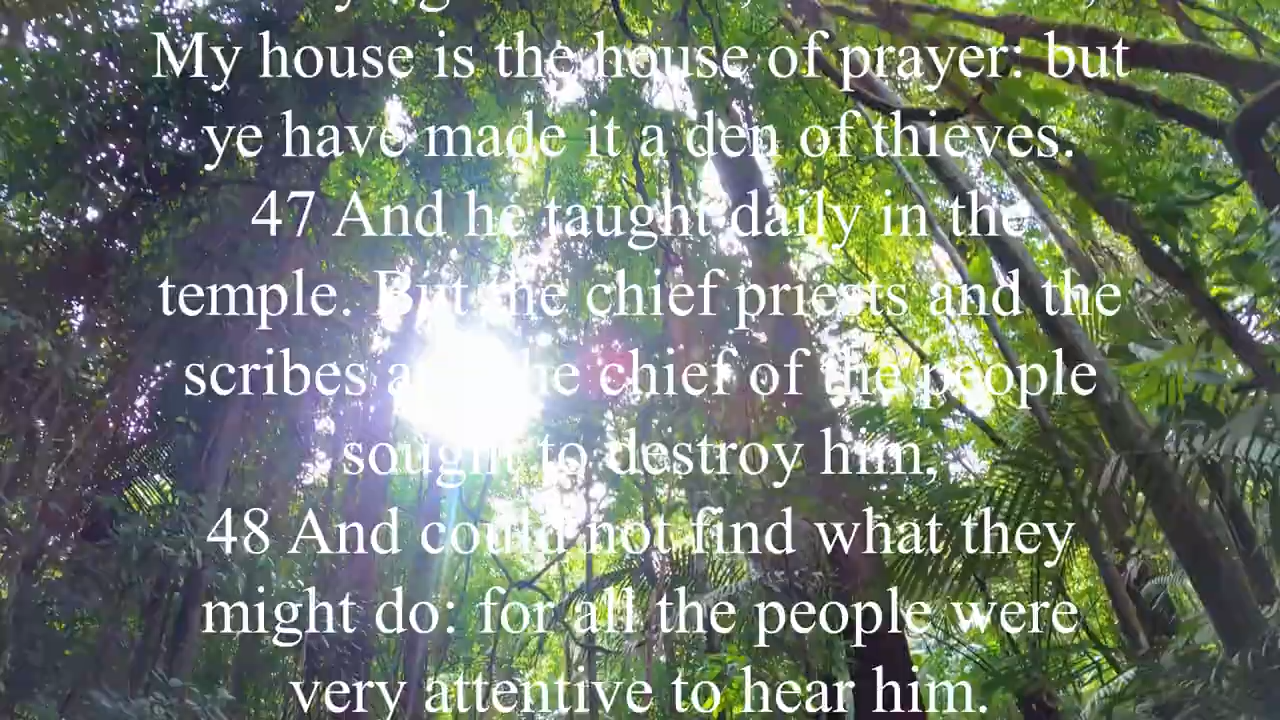 My house is the house of prayer: but
ye have made it a den of thieves.
47 And he taught daily in the
temple. But the chief priests and the
scribes and the chief of the people
sought to destroy him,
48 And could not find what they
might do: for all the people were
very attentive to hear him.